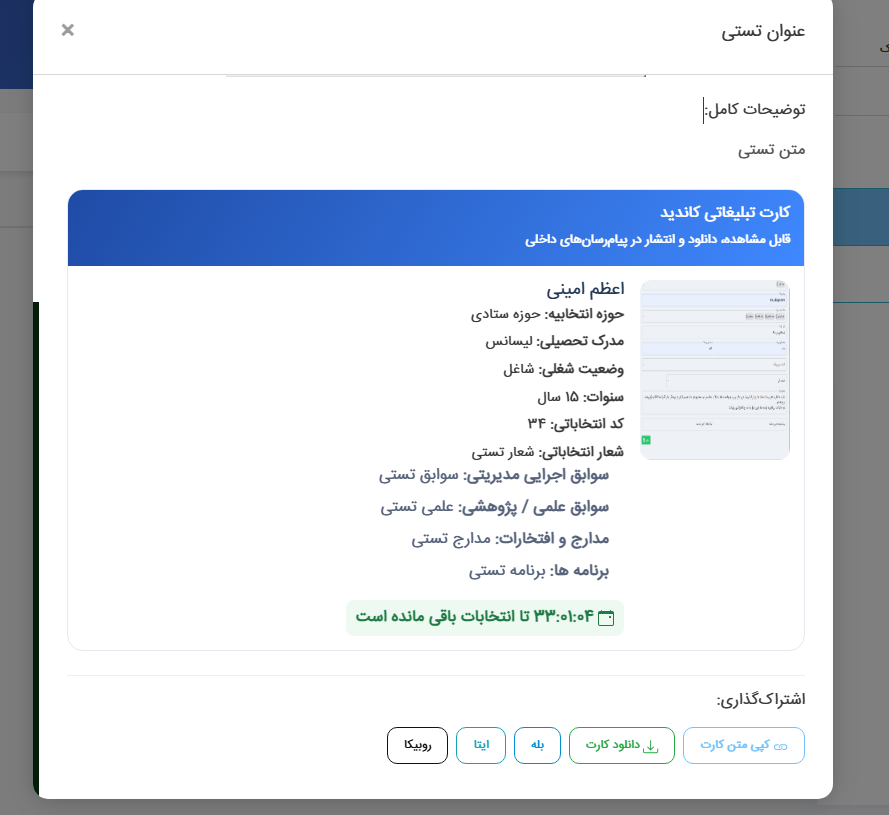 عنوان تستی
×
توضیحات کامل:
متن تستی
کارت تبلیغاتی کاندید
قابل مشاهده، دانلود و انتشار در پیام‌رسان‌های داخلی
اعظم امینی
حوزه انتخابیه: حوزه ستادی
مدرک تحصیلی: لیسانس
وضعیت شغلی: شاغل
سنوات: ۱۵ سال
کد انتخاباتی: ۳۴
شعار انتخاباتی: شعار تستی
سوابق اجرایی مدیریتی: سوابق تستی
سوابق علمی / پژوهشی: علمی تستی
مدارج و افتخارات: مدارج تستی
برنامه ها: برنامه تستی
۳۳:۰۱:۰۴ تا انتخابات باقی مانده است
اشتراک‌گذاری:
کپی متن کارت
دانلود کارت
بله
ایتا
روبیکا